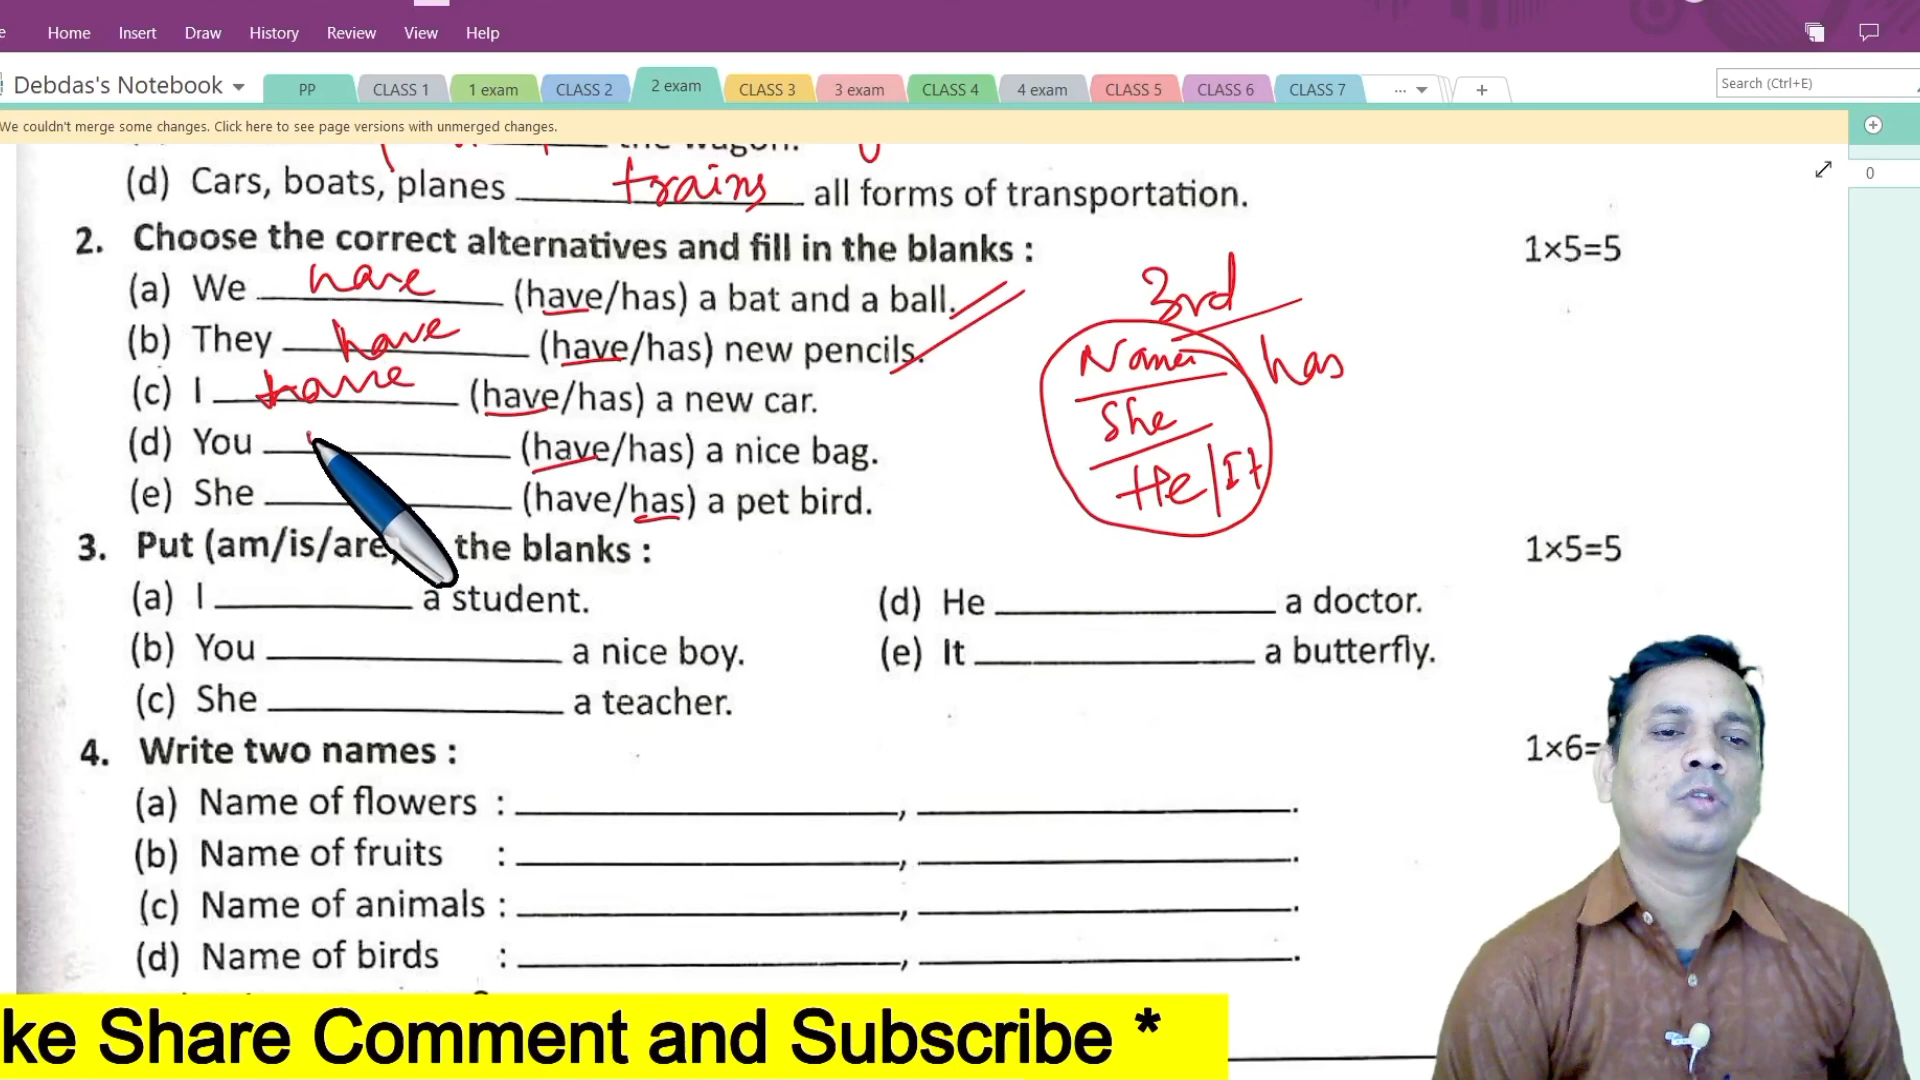 Home Insert Draw History Review View Help
Debdas's Notebook PP CLASS 1 1 exam CLASS 2 2 exam CLASS 3 3 exam CLASS 4 4 exam CLASS 5 CLASS 6 CLASS 7 ... + Search (Ctrl+E)
We couldn't merge some changes. Click here to see page versions with unmerged changes.
the wagon.
(d) Cars, boats, planes trains all forms of transportation.
0
2. Choose the correct alternatives and fill in the blanks : 1×5=5
(a) We have (have/has) a bat and a ball.
(b) They have (have/has) new pencils.
(c) I have (have/has) a new car.
(d) You (have/has) a nice bag.
(e) She (have/has) a pet bird.
3rd
Name has
She
He/It
3. Put (am/is/are the blanks : 1×5=5
(a) I a student. (d) He a doctor.
(b) You a nice boy. (e) It a butterfly.
(c) She a teacher.
4. Write two names : 1×6=
(a) Name of flowers : , .
(b) Name of fruits : , .
(c) Name of animals : , .
(d) Name of birds : , .
ke Share Comment and Subscribe *